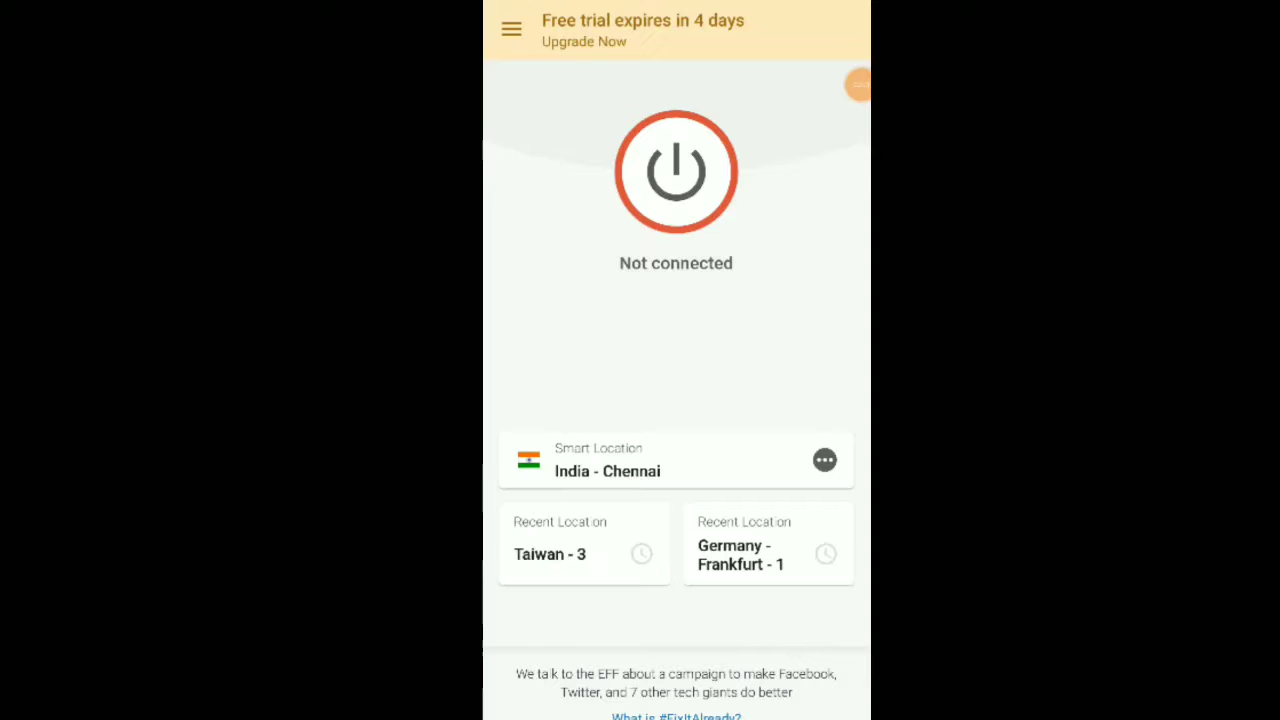 Free trial expires in 4 days
Upgrade Now
Not connected
Smart Location
India - Chennai
Recent Location
Taiwan - 3
Recent Location
Germany -
Frankfurt - 1
We talk to the EFF about a campaign to make Facebook,
Twitter, and 7 other tech giants do better
What is #FixItAlready?